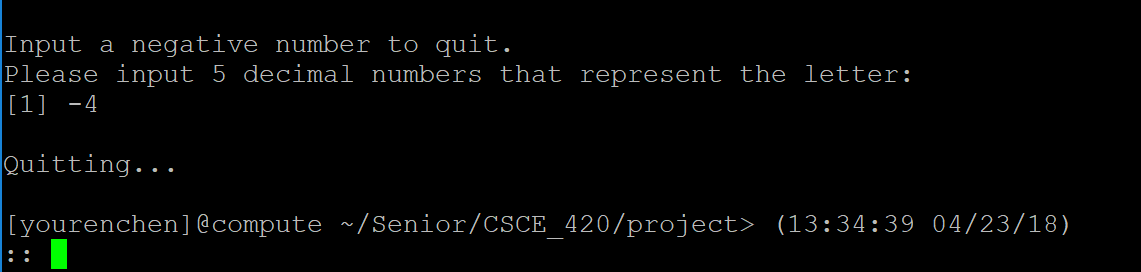 Input a negative number to quit.
Please input 5 decimal numbers that represent the letter:
[1] -4
Quitting...
[yourenchen]@compute ~/Senior/CSCE_420/project> (13:34:39 04/23/18)
::